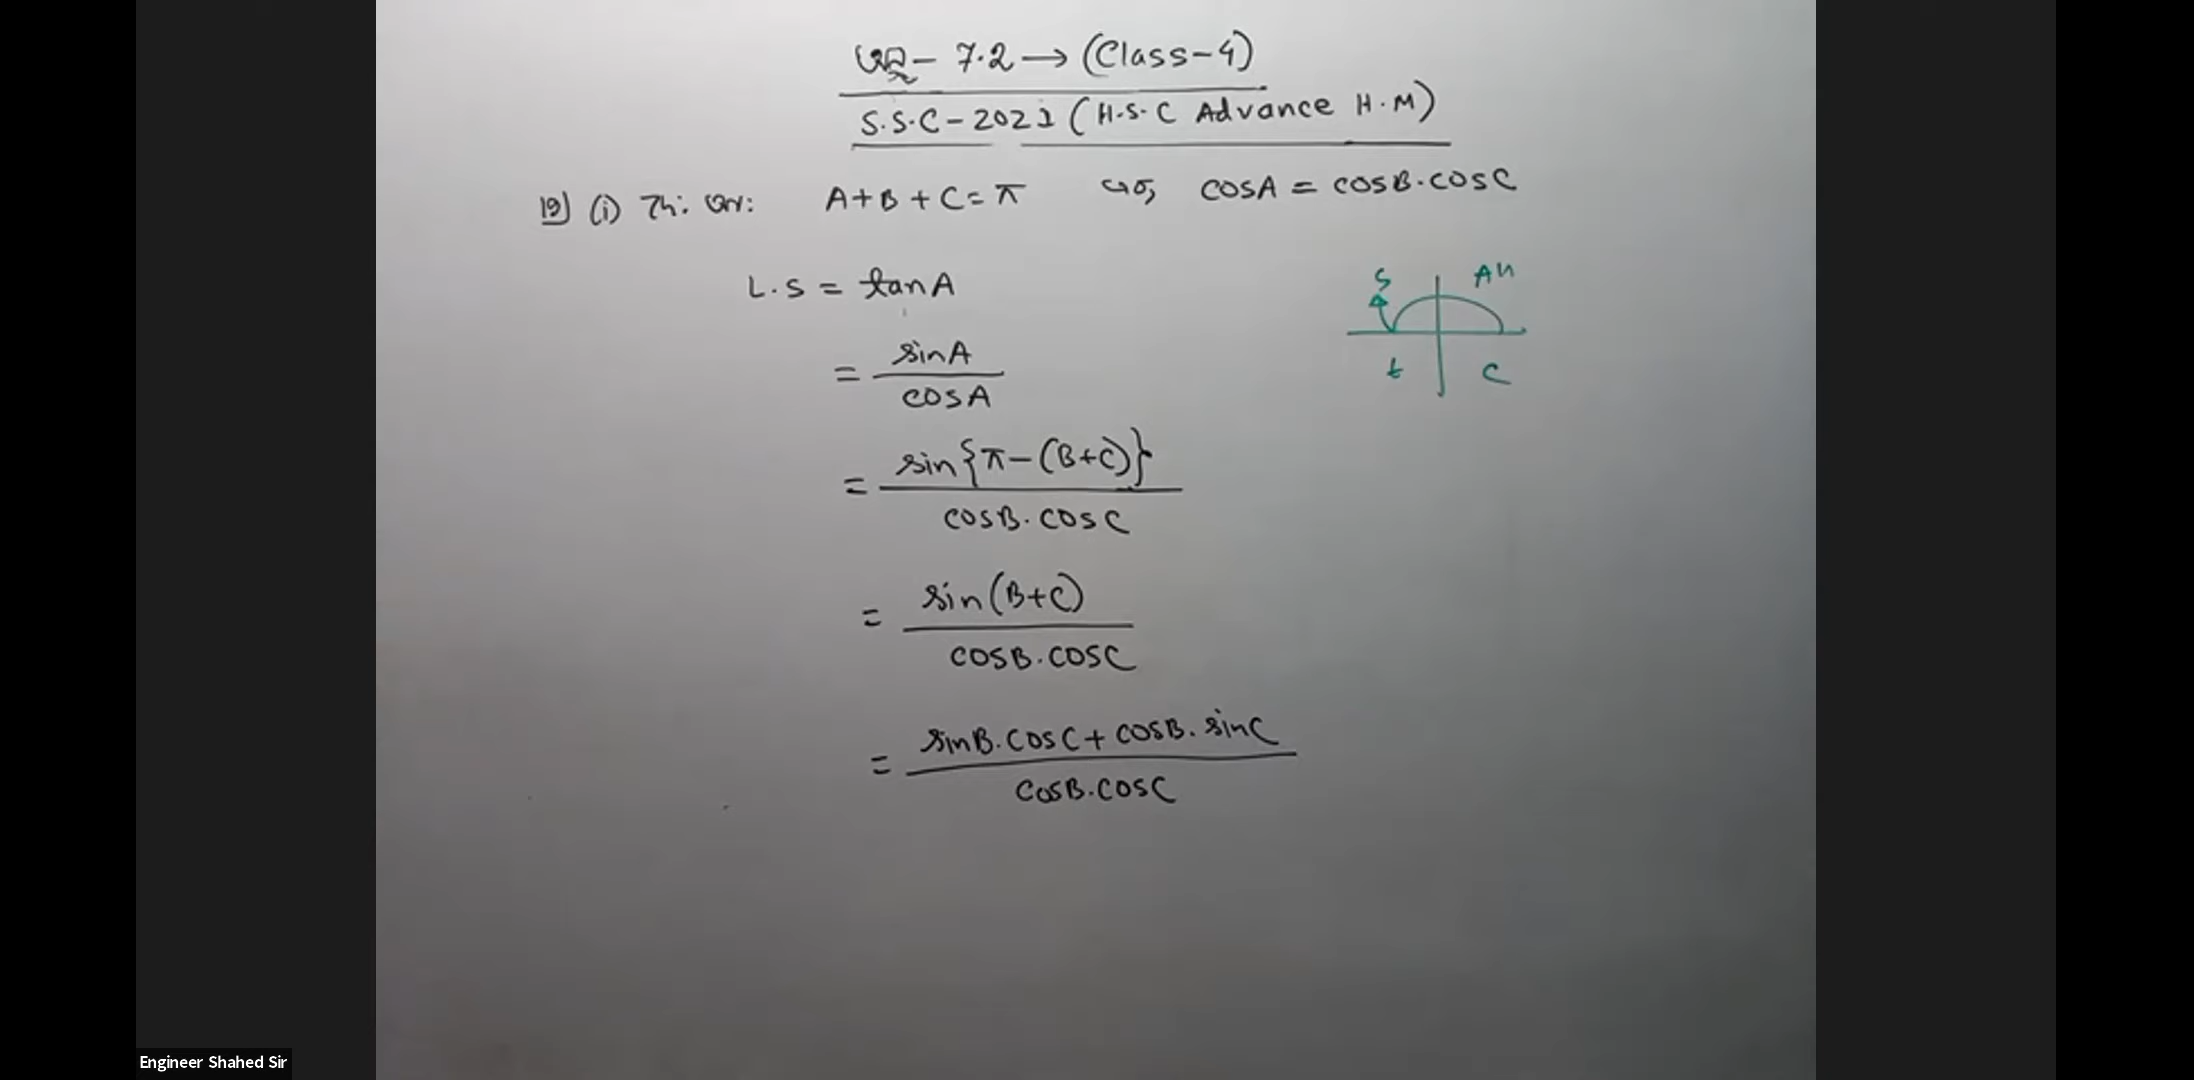 প্রঃ - 7.2 → (Class-4)
S.S.C - 2021 (H.S.C Advance H.M)
19) (i) A+B+C=π cosA = cosB.cosC
L.S = tanA
S All
t C
= sinA / cosA
= sin{π-(B+C)} / cosB.cosC
= sin(B+C) / cosB.cosC
= sinB.cosC + cosB.sinC / cosB.cosC
Engineer Shahed Sir